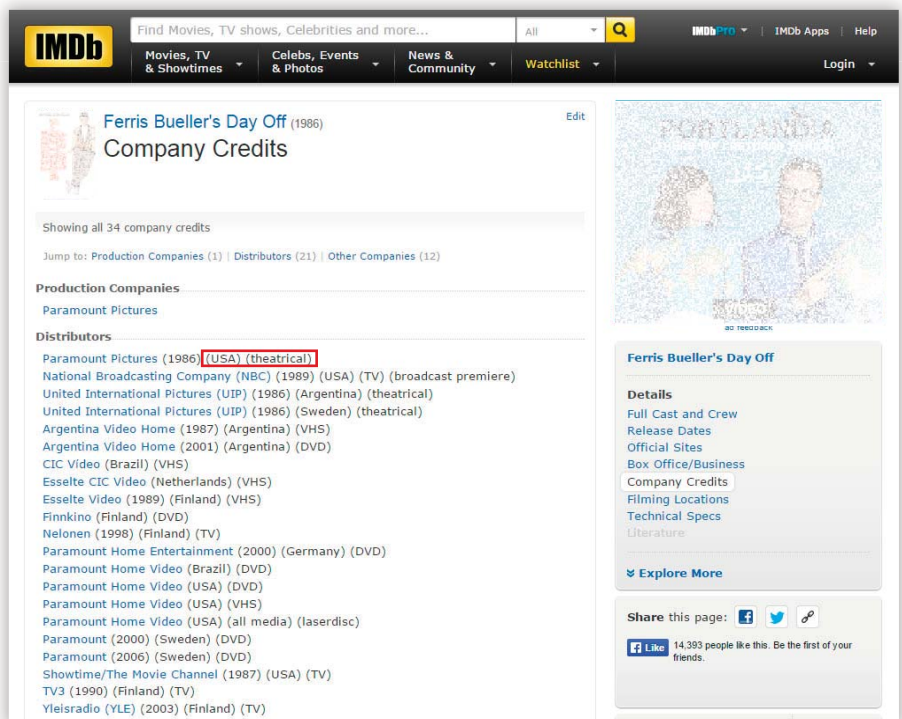 IMDb
Find Movies, TV shows, Celebrities and more...
All
IMDbPro | IMDb Apps | Help
Movies, TV
& Showtimes
Celebs, Events
& Photos
News &
Community
Watchlist
Login
Ferris Bueller's Day Off (1986)
Edit
Company Credits
Showing all 34 company credits
Jump to: Production Companies (1) | Distributors (21) | Other Companies (12)
Production Companies
Paramount Pictures
Distributors
Paramount Pictures (1986) (USA) (theatrical)
National Broadcasting Company (NBC) (1989) (USA) (TV) (broadcast premiere)
United International Pictures (UIP) (1986) (Argentina) (theatrical)
United International Pictures (UIP) (1986) (Sweden) (theatrical)
Argentina Video Home (1987) (Argentina) (VHS)
Argentina Video Home (2001) (Argentina) (DVD)
CIC Vídeo (Brazil) (VHS)
Esselte CIC Video (Netherlands) (VHS)
Esselte Video (1989) (Finland) (VHS)
Finnkino (Finland) (DVD)
Nelonen (1998) (Finland) (TV)
Paramount Home Entertainment (2000) (Germany) (DVD)
Paramount Home Video (Brazil) (DVD)
Paramount Home Video (USA) (DVD)
Paramount Home Video (USA) (VHS)
Paramount Home Video (USA) (all media) (laserdisc)
Paramount (2000) (Sweden) (DVD)
Paramount (2006) (Sweden) (DVD)
Showtime/The Movie Channel (1987) (USA) (TV)
TV3 (1990) (Finland) (TV)
Yleisradio (YLE) (2003) (Finland) (TV)
PORTLANDIA
ad feedback
Ferris Bueller's Day Off
Details
Full Cast and Crew
Release Dates
Official Sites
Box Office/Business
Company Credits
Filming Locations
Technical Specs
Literature
Explore More
Share this page:
Like 14,393 people like this. Be the first of your
friends.